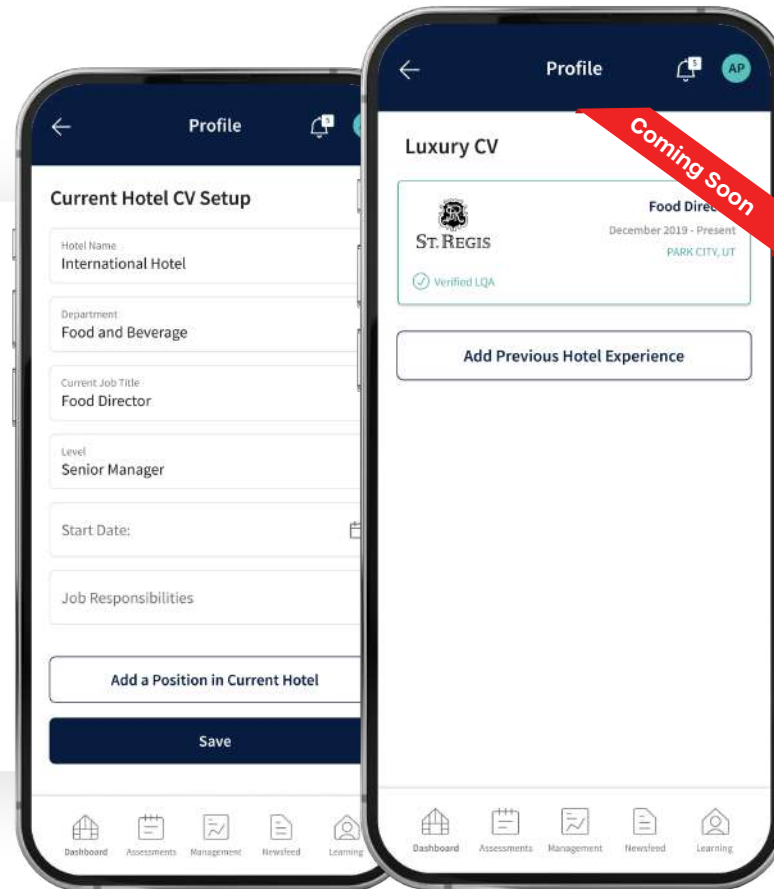 Profile
5
Current Hotel CV Setup
Hotel Name
International Hotel
Department
Food and Beverage
Current Job Title
Food Director
Level
Senior Manager
Start Date:
Job Responsibilities
Add a Position in Current Hotel
Save
Dashboard
Assessments
Management
Newsfeed
Learning
Profile
5
AP
Coming Soon
Luxury CV
ST. REGIS
Food
December 2019 - Present
PARK CITY, UT
Verified LQA
Add Previous Hotel Experience
Dashboard
Assessments
Management
Newsfeed
Learning